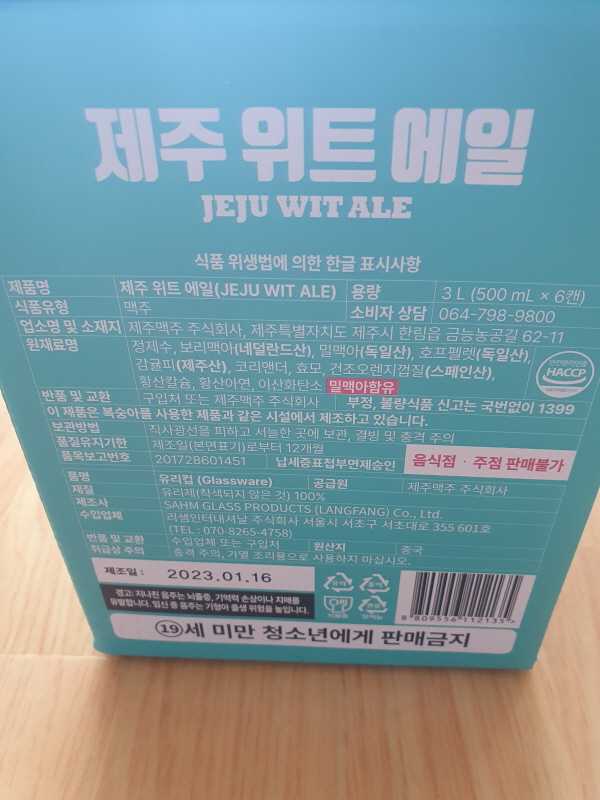 제주 위트 에일
JEJU WIT ALE
식품 위생법에 의한 한글 표시사항
제품명 제주 위트 에일(JEJU WIT ALE) 용량 3 L (500 mL × 6캔)
식품유형 맥주 소비자 상담 064-798-9800
업소명 및 소재지 제주맥주 주식회사, 제주특별자치도 제주시 한림읍 금능농공길 62-11
원재료명 정제수, 보리맥아(네덜란드산), 밀맥아(독일산), 호프펠렛(독일산),
감귤피(제주산), 코리앤더, 효모, 건조오렌지껍질(스페인산),
황산칼슘, 황산아연, 이산화탄소 밀맥아함유
안전관리인증
HACCP
반품 및 교환 구입처 또는 제주맥주 주식회사 부정, 불량식품 신고는 국번없이 1399
이 제품은 복숭아를 사용한 제품과 같은 시설에서 제조하고 있습니다.
보관방법 직사광선을 피하고 서늘한 곳에 보관, 결빙 및 충격 주의
품질유지기한 제조일(본면표기)로부터 12개월
품목보고번호 201728601451 납세증표첩부면제승인 음식점 · 주점 판매불가
품명 유리컵 (Glassware) 공급원 제주맥주 주식회사
재질 유리제(착색되지 않은 것) 100%
제조사 SAHM GLASS PRODUCTS (LANGFANG) Co., Ltd.
수입업체 리샘인터내셔날 주식회사 서울시 서초구 서초대로 355 601호
(TEL : 070-8265-4758)
반품 및 교환 수입업체 또는 구입처 원산지 중국
취급상 주의 충격 주의, 가열 조리용으로 사용하지 마십시오.
제조일 : 2023.01.16
경고: 지나친 음주는 뇌졸중, 기억력 손상이나 치매를
유발합니다. 임신 중 음주는 기형아 출생 위험을 높입니다.
식품용
8 809556 112135 >
19세 미만 청소년에게 판매금지